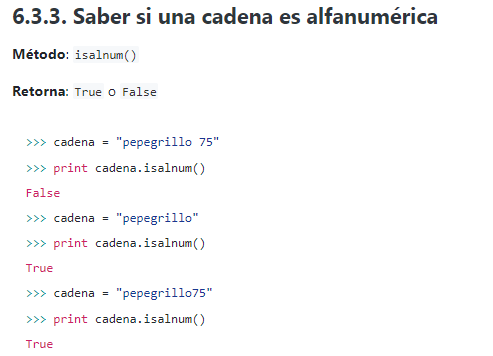 6.3.3. Saber si una cadena es alfanumérica
Método: isalnum()
Retorna: True o False
>>> cadena = "pepegrillo 75"
>>> print cadena.isalnum()
False
>>> cadena = "pepegrillo"
>>> print cadena.isalnum()
True
>>> cadena = "pepegrillo75"
>>> print cadena.isalnum()
True